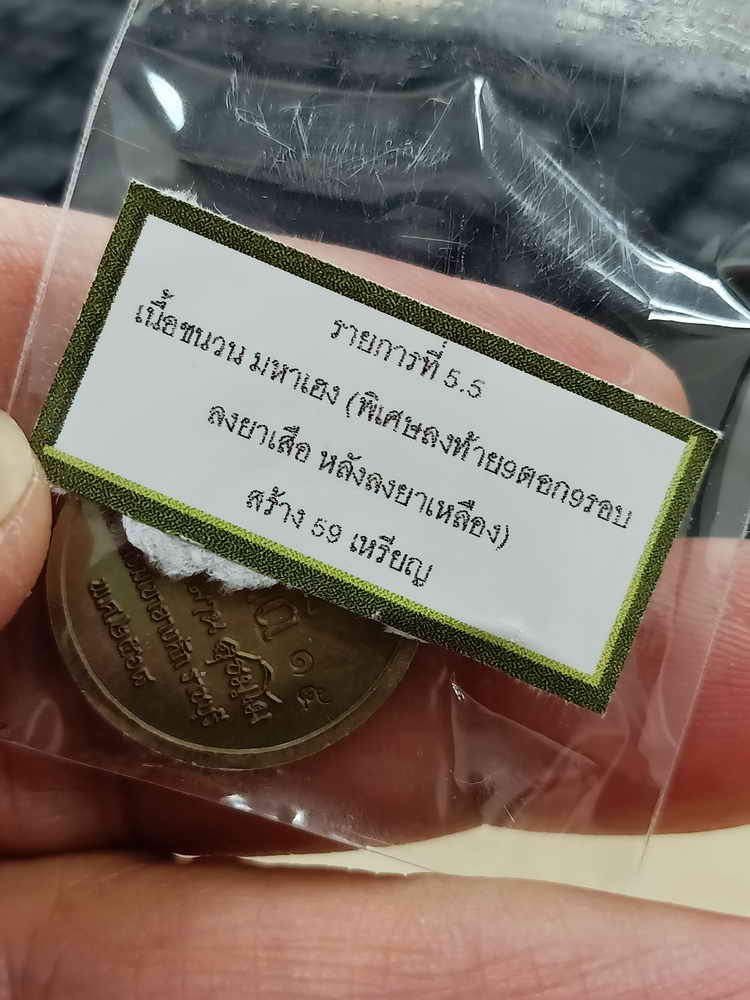 รายการที่ 5.5
เนื้อชนวน มหาเฮง (พิเศษลงท้าย9ตอก9รอบ
ลงยาเสือ หลังลงยาเหลือง)
สร้าง 59 เหรียญ
๑ ๕